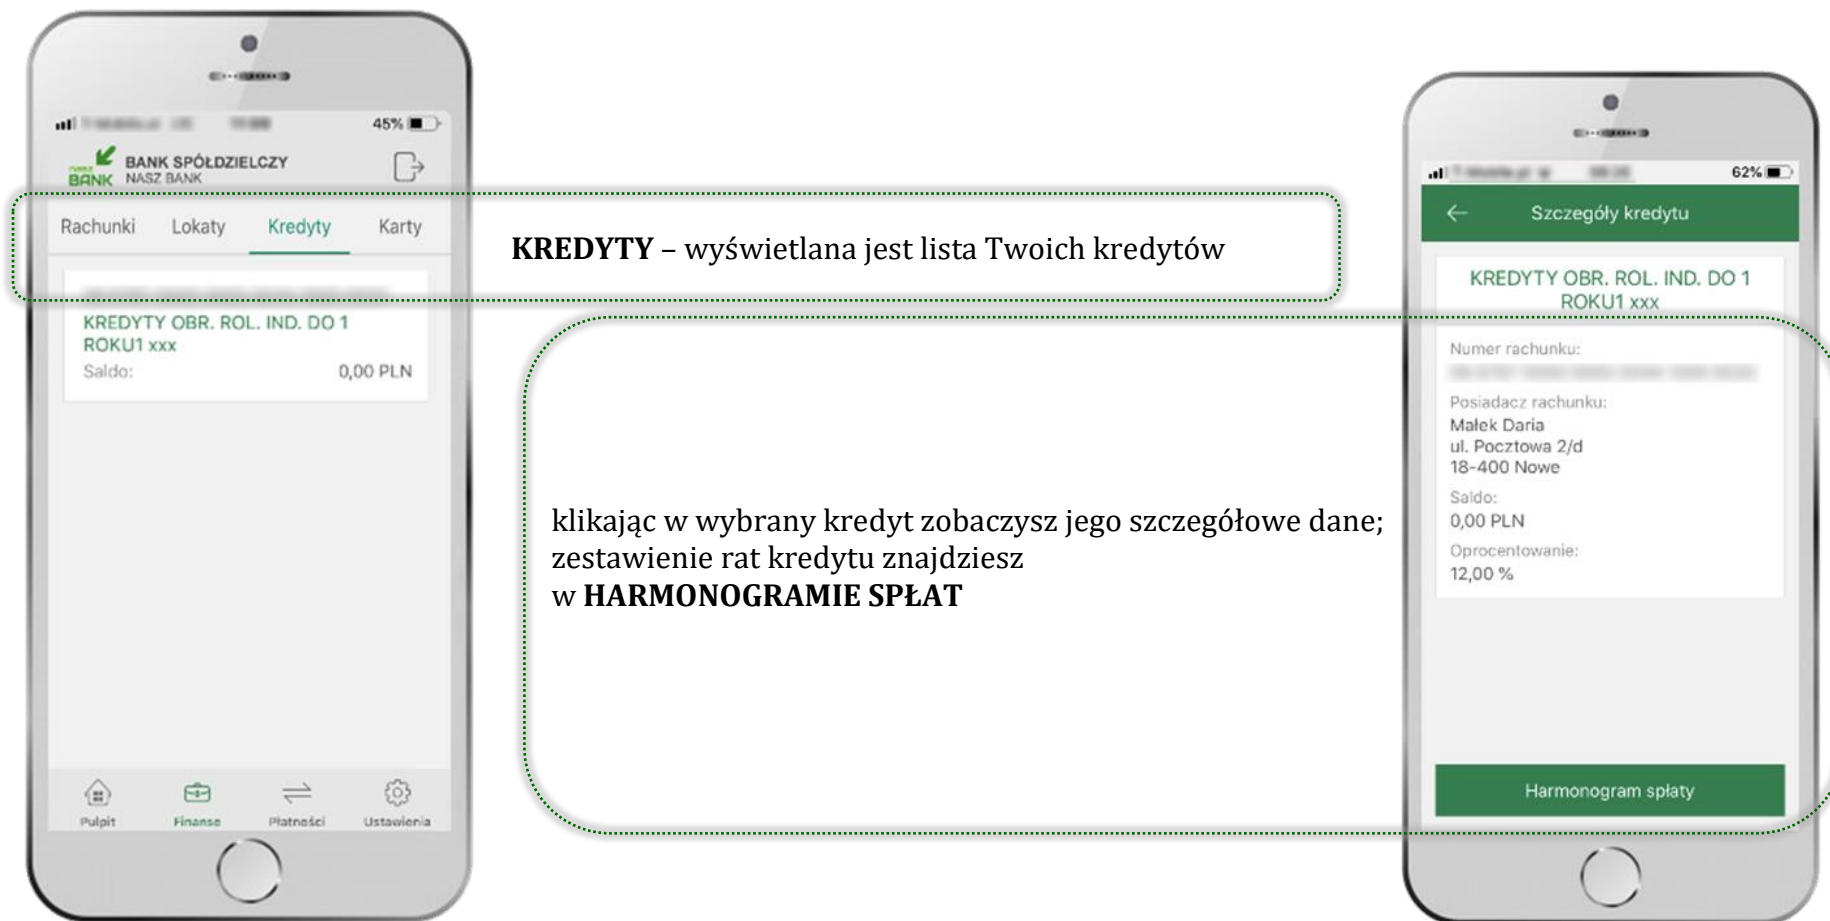 45%
nasz
BANK
BANK SPÓŁDZIELCZY
NASZ BANK
Rachunki Lokaty Kredyty Karty
KREDYTY OBR. ROL. IND. DO 1
ROKU1 xxx
Saldo: 0,00 PLN
Pulpit Finanse Płatności Ustawienia
KREDYTY – wyświetlana jest lista Twoich kredytów
klikając w wybrany kredyt zobaczysz jego szczegółowe dane;
zestawienie rat kredytu znajdziesz
w HARMONOGRAMIE SPŁAT
62%
Szczegóły kredytu
KREDYTY OBR. ROL. IND. DO 1
ROKU1 xxx
Numer rachunku:
Posiadacz rachunku:
Małek Daria
ul. Pocztowa 2/d
18-400 Nowe
Saldo:
0,00 PLN
Oprocentowanie:
12,00 %
Harmonogram spłaty